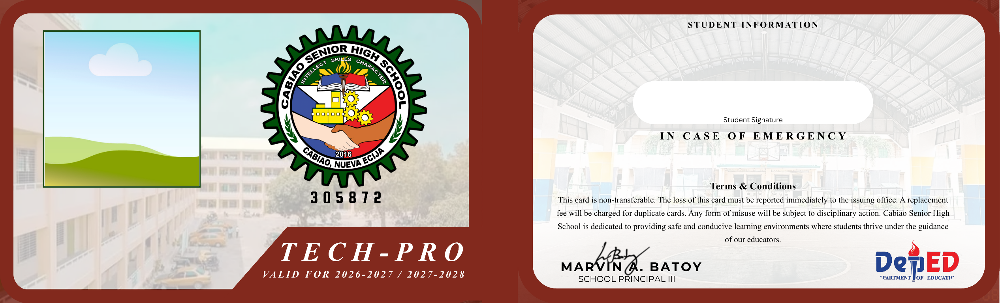 CABIAO SENIOR HIGH SCHOOL
INTELLECT SKILLS CHARACTER
2016
CABIAO, NUEVA ECIJA
305872
TECH-PRO
VALID FOR 2026-2027 / 2027-2028
STUDENT INFORMATION
Student Signature
IN CASE OF EMERGENCY
Terms & Conditions
This card is non-transferable. The loss of this card must be reported immediately to the issuing office. A replacement
fee will be charged for duplicate cards. Any form of misuse will be subject to disciplinary action. Cabiao Senior High
School is dedicated to providing safe and conducive learning environments where students thrive under the guidance
of our educators.
MARVIN A. BATOY
SCHOOL PRINCIPAL III
DepED
PARTMENT OF EDUCATIO